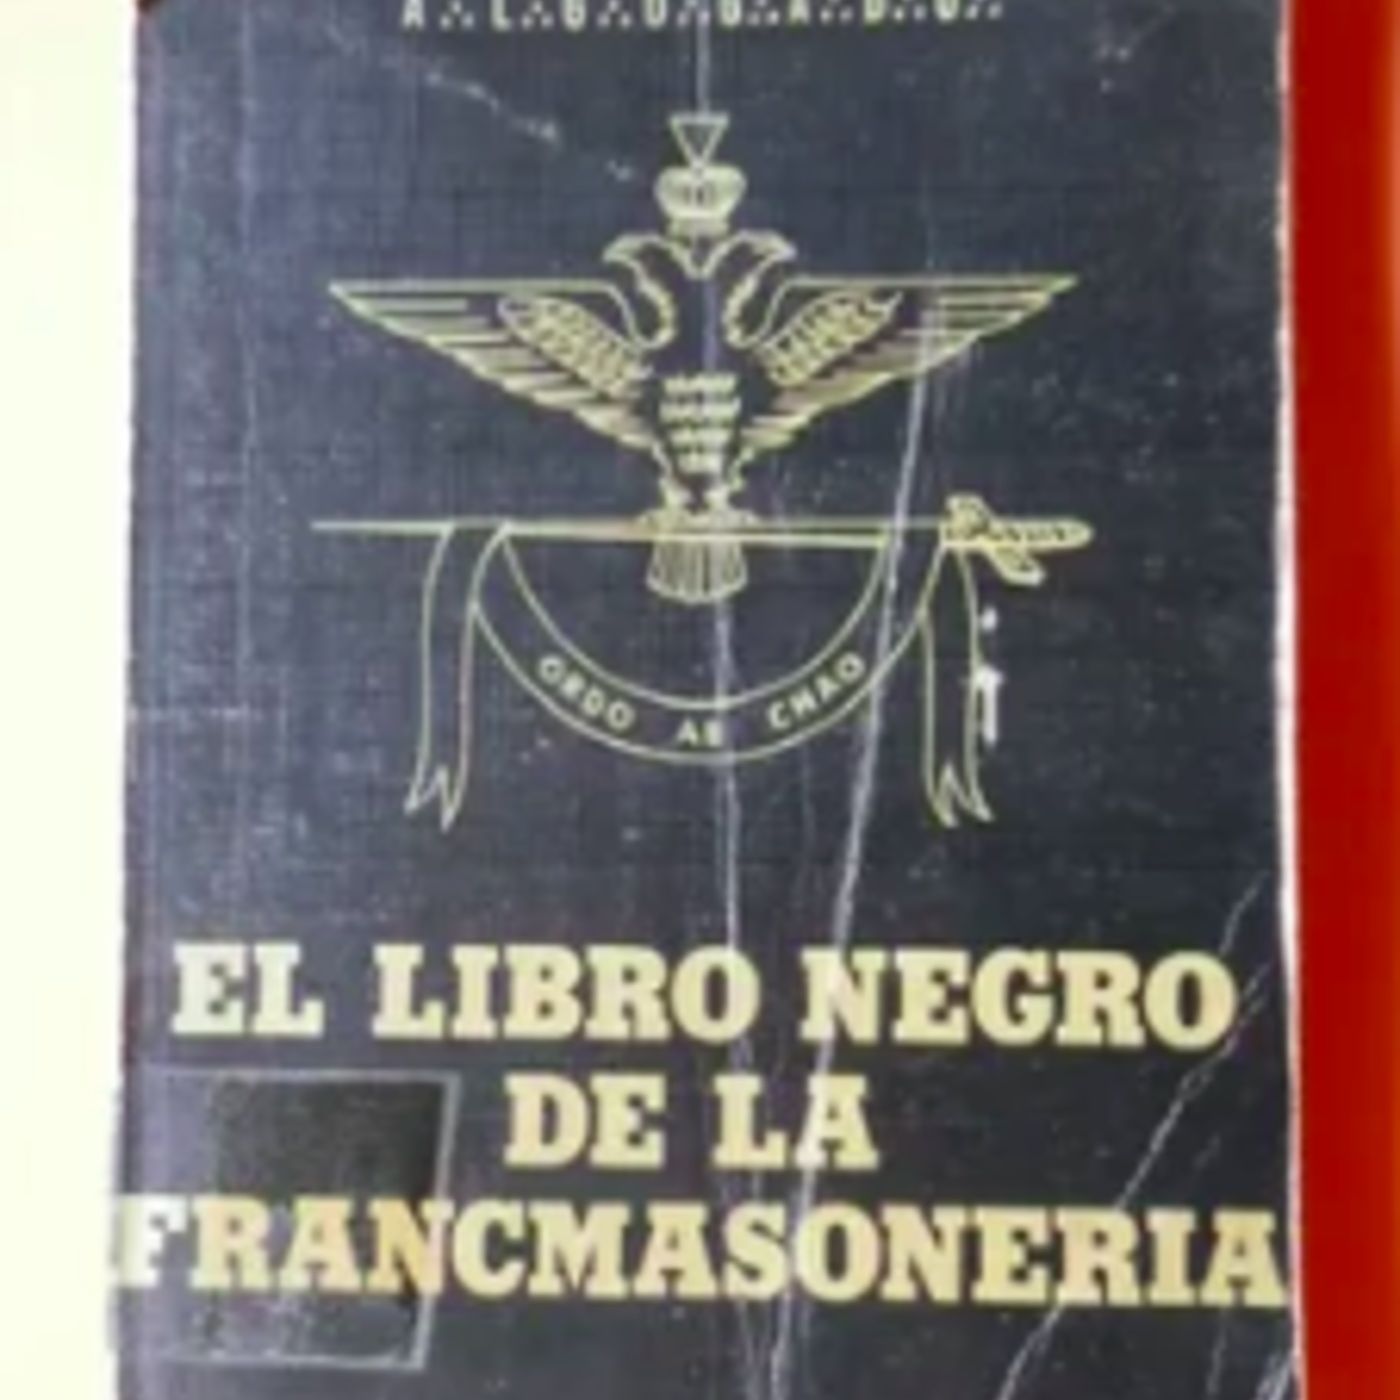 A∴L∴G∴D∴G∴A∴D∴U∴
ORDO AB CHAO
EL LIBRO NEGRO
DE LA
FRANCMASONERIA